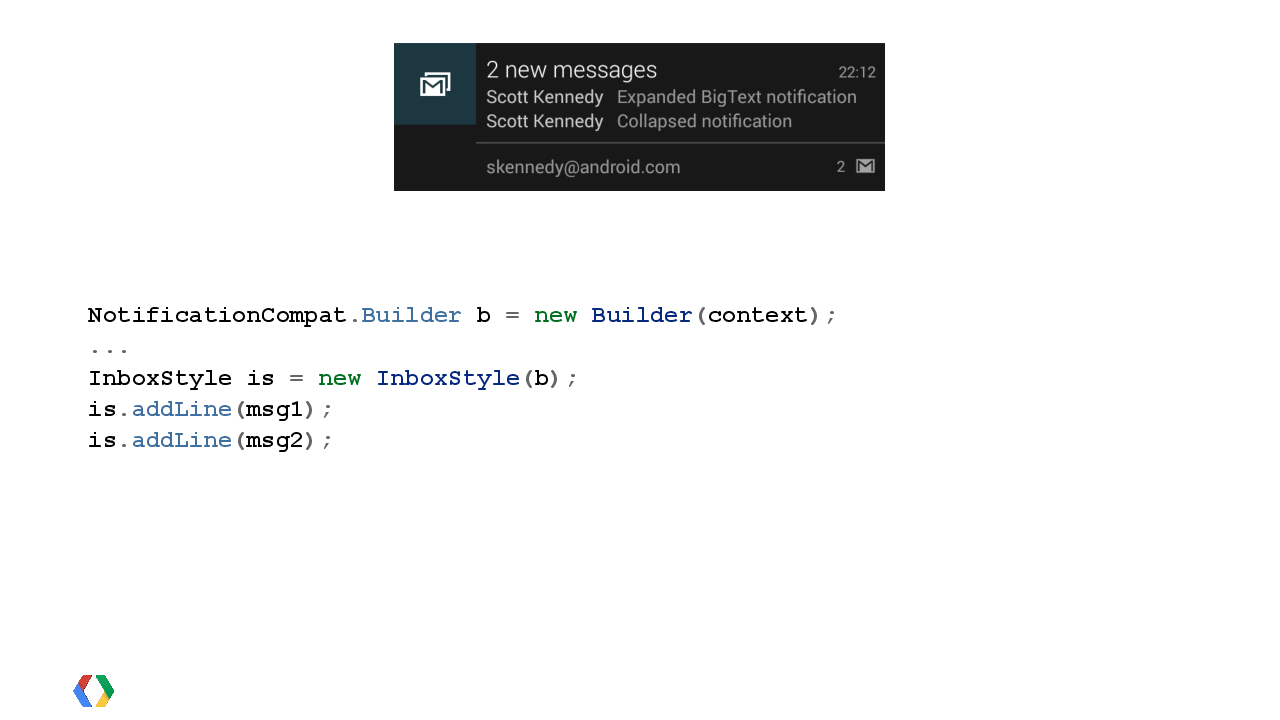 2 new messages 22:12
Scott Kennedy Expanded BigText notification
Scott Kennedy Collapsed notification
skennedy@android.com 2
NotificationCompat.Builder b = new Builder(context);
...
InboxStyle is = new InboxStyle(b);
is.addLine(msg1);
is.addLine(msg2);